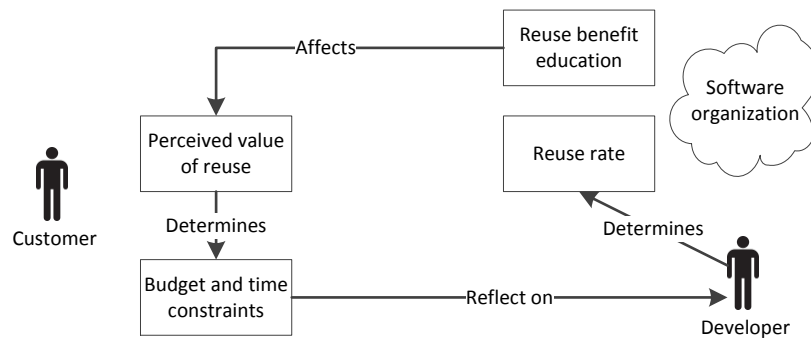 Reuse benefit
education
Affects
Software
organization
Perceived value
of reuse
Reuse rate
Customer
Determines
Determines
Budget and time
constraints
Reflect on
Developer